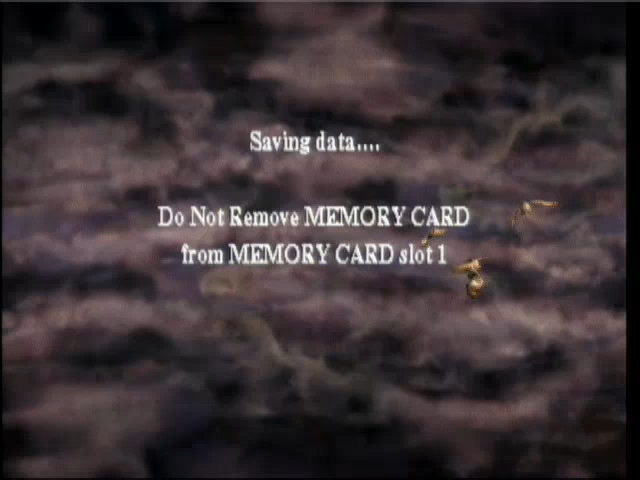 Saving data....
Do Not Remove MEMORY CARD
from MEMORY CARD slot 1